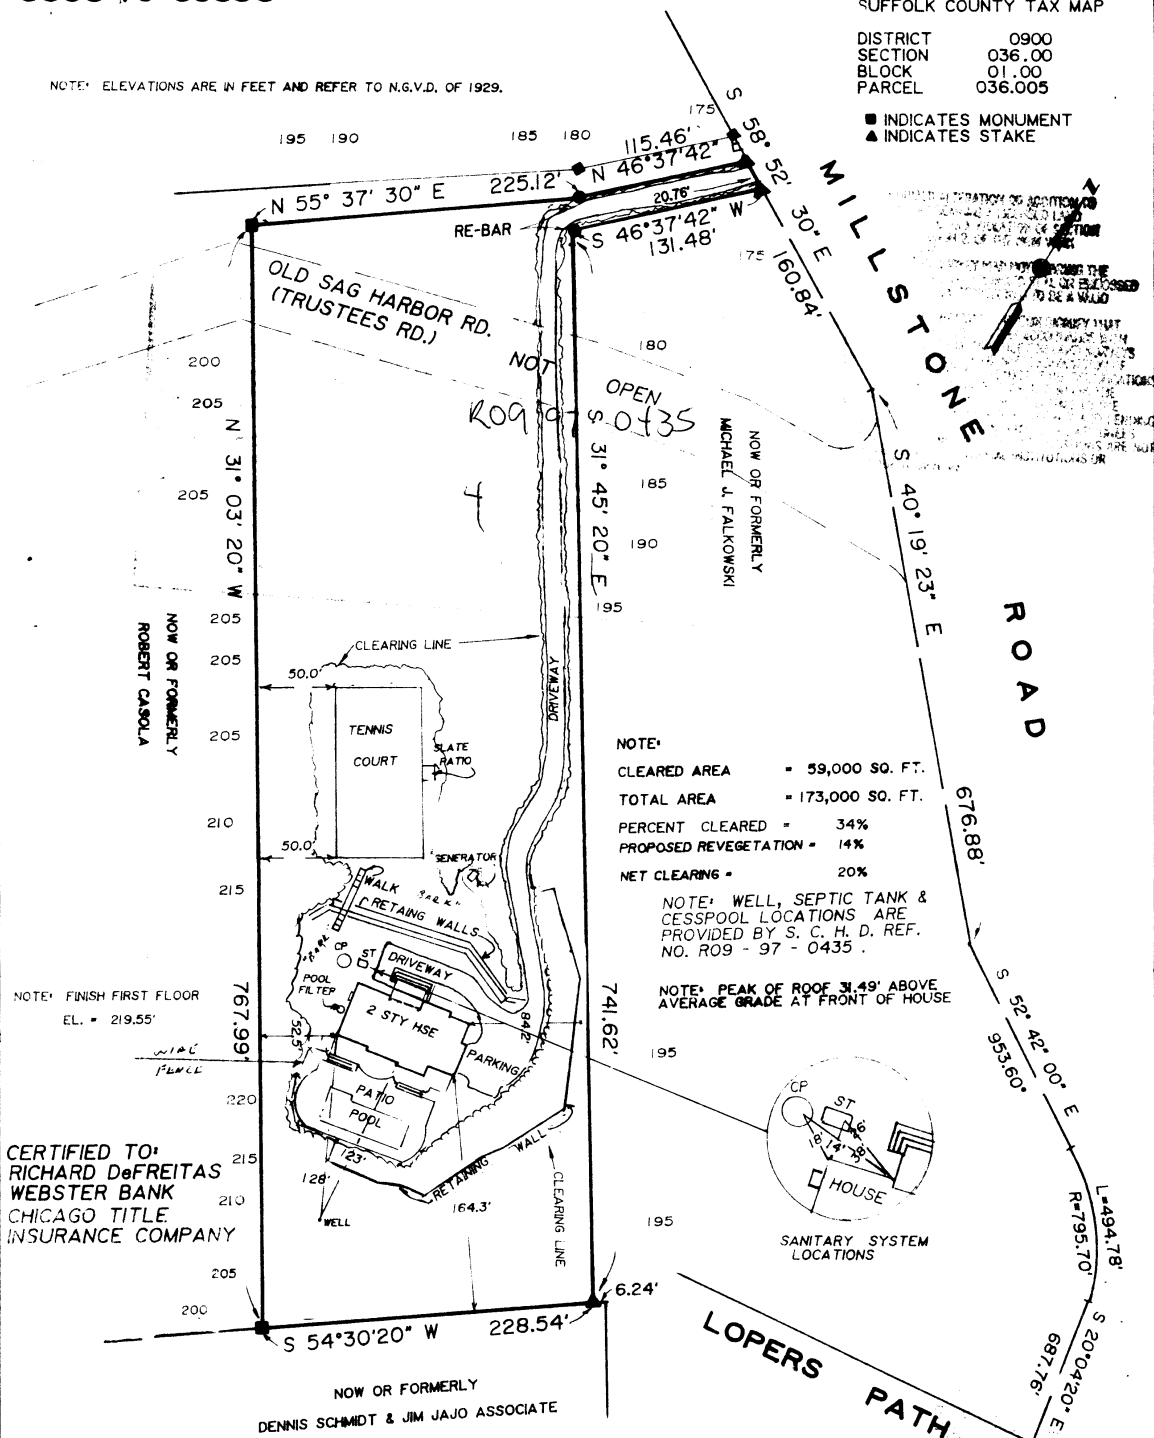 SUFFOLK COUNTY TAX MAP
DISTRICT 0900
SECTION 036.00
BLOCK 01.00
PARCEL 036.005
■ INDICATES MONUMENT
▲ INDICATES STAKE
NOTE: ELEVATIONS ARE IN FEET AND REFER TO N.G.V.D. OF 1929.
195 190 185 180 175
115.46'
N 46°37'42" E
N 55° 37' 30" E 225.12'
20.76'
RE-BAR
S 46°37'42" W
131.48'
S 58° 52' 30" E
160.84'
175
MILLSTONE ROAD
N
OLD SAG HARBOR RD.
(TRUSTEES RD.)
NOT OPEN
180
200
205
R09 97 0435
4
N 31° 03' 20" W
S 31° 45' 20" E
NOW OR FORMERLY
MICHAEL J. FALKOWSKI
S 40° 19' 23" E
205
185
190
195
205
205
NOW OR FORMERLY
ROBERT CASOLA
CLEARING LINE
50.0'
DRIVEWAY
TENNIS
COURT
SLATE
PATIO
205
210
50.0'
GENERATOR
215
WALK
RETAING WALLS
NOTE:
CLEARED AREA = 59,000 SQ. FT.
TOTAL AREA = 173,000 SQ. FT.
PERCENT CLEARED = 34%
PROPOSED REVEGETATION = 14%
NET CLEARING = 20%
676.88'
NOTE: WELL, SEPTIC TANK &
CESSPOOL LOCATIONS ARE
PROVIDED BY S. C. H. D. REF.
NO. R09 - 97 - 0435 .
NOTE: PEAK OF ROOF 31.49' ABOVE
AVERAGE GRADE AT FRONT OF HOUSE
CP ST
DRIVEWAY
POOL
FILTER
2 STY HSE
NOTE: FINISH FIRST FLOOR
EL. = 219.55'
767.99'
52.5'
84.2'
741.62'
PARKING
WIRE
FENCE
PATIO
POOL
195
S 52° 42' 00" E
953.60'
220
CERTIFIED TO:
RICHARD DeFREITAS
WEBSTER BANK
CHICAGO TITLE
INSURANCE COMPANY
215
210
205
200
123'
128'
WELL
RETAINING WALL
164.3'
CLEARING LINE
195
CP
ST
18' 14' 26' 38'
HOUSE
SANITARY SYSTEM
LOCATIONS
L=494.78'
R=795.70'
S 20°04'20" E
687.76'
6.24'
S 54°30'20" W 228.54'
LOPERS PATH
NOW OR FORMERLY
DENNIS SCHMIDT & JIM JAJO ASSOCIATE